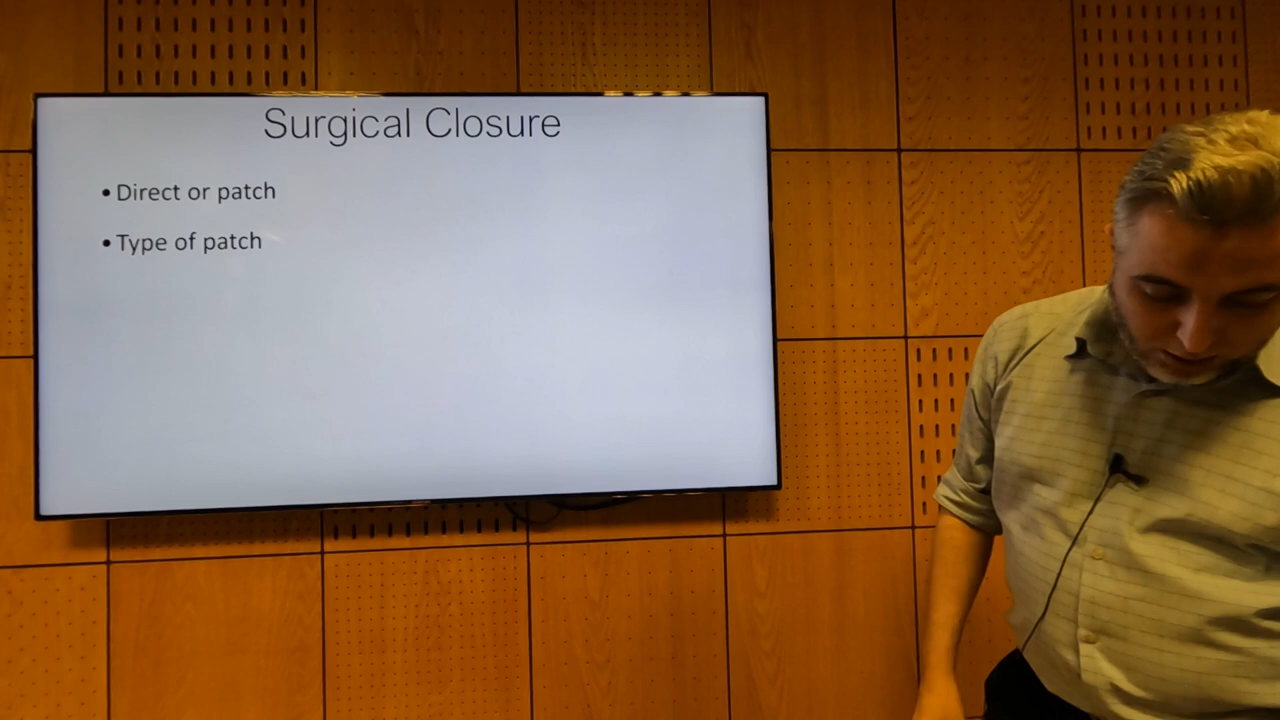 Surgical Closure
• Direct or patch
• Type of patch